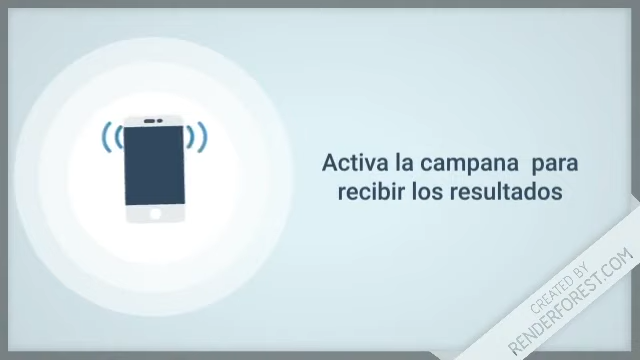 Activa la campana para
recibir los resultados
CREATED BY
RENDERFOREST.COM